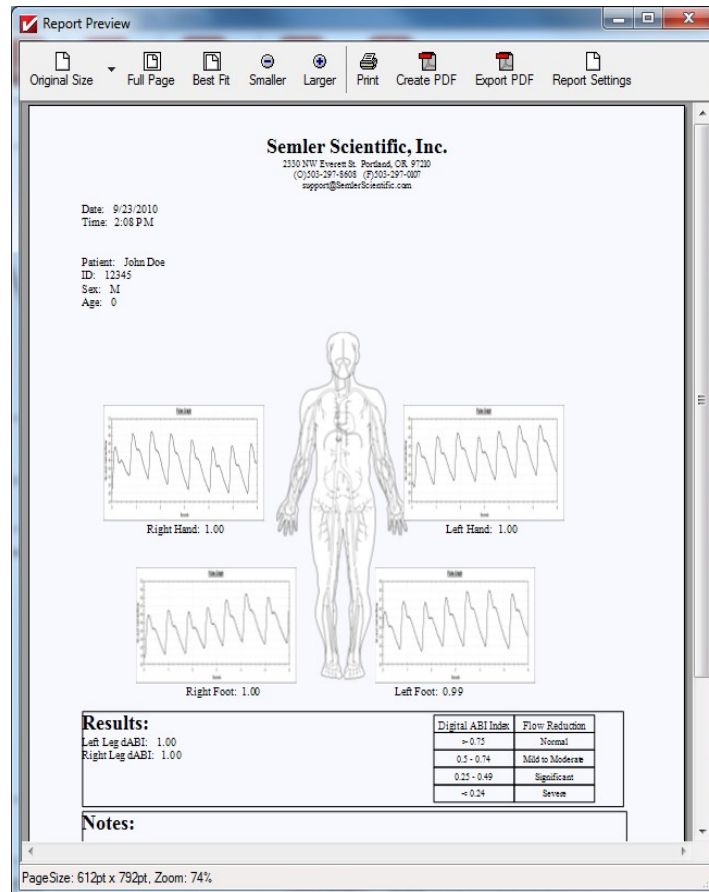 Report Preview
Original Size
Full Page
Best Fit
Smaller
Larger
Print
Create PDF
Export PDF
Report Settings
Semler Scientific, Inc.
2330 NW Everett St. Portland, OR 97210
(O)503-297-8608 (F)503-297-0107
support@SemlerScientific.com
Date: 9/23/2010
Time: 2:08 PM
Patient: John Doe
ID: 12345
Sex: M
Age: 0
Right Hand: 1.00
Left Hand: 1.00
Right Foot: 1.00
Left Foot: 0.99
Results:
Left Leg dABI: 1.00
Right Leg dABI: 1.00
Digital ABI Index Flow Reduction
> 0.75 Normal
0.5 - 0.74 Mild to Moderate
0.25 - 0.49 Significant
< 0.24 Severe
Notes:
PageSize: 612pt x 792pt, Zoom: 74%